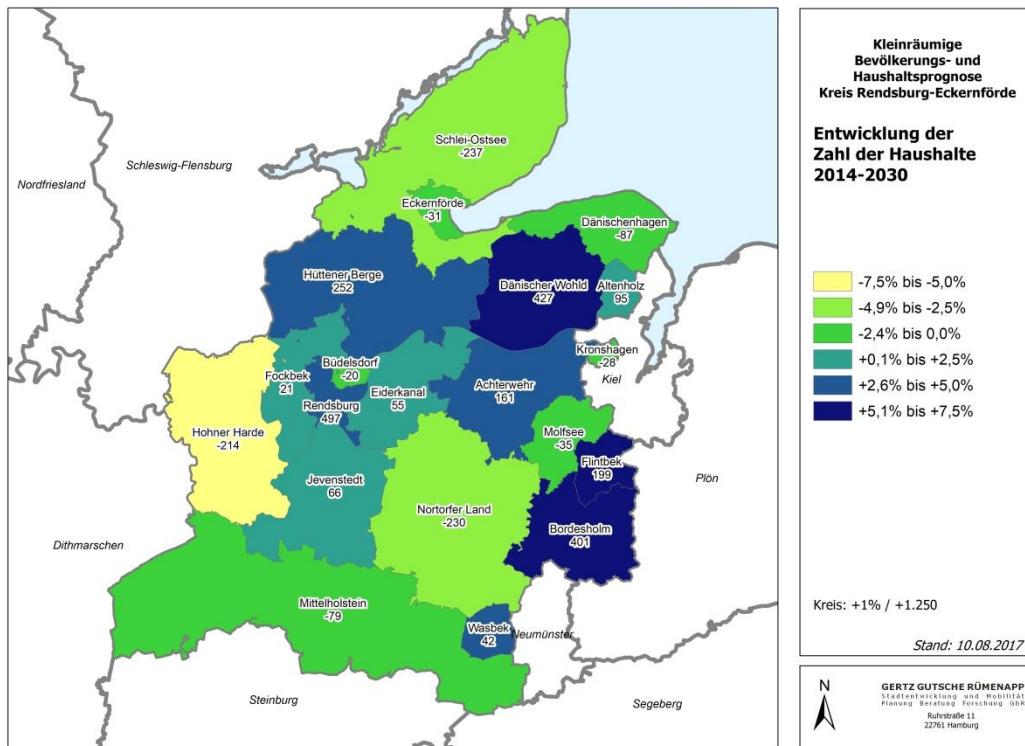 Schlei-Ostsee
-237
Schleswig-Flensburg
Nordfriesland
Eckernförde
-31
Dänischenhagen
-87
Hüttener Berge
252
Dänischer Wohld
427
Altenholz
95
Kronshagen
-28
Kiel
Büdelsdorf
-20
Fockbek
21
Eiderkanal
55
Achterwehr
161
Rendsburg
497
Hohner Harde
-214
Molfsee
-35
Flintbek
199
Plön
Jevenstedt
66
Nortorfer Land
-230
Bordesholm
401
Dithmarschen
Mittelholstein
-79
Wasbek
42
Neumünster
Steinburg
Segeberg
Kleinräumige
Bevölkerungs- und
Haushaltsprognose
Kreis Rendsburg-Eckernförde
Entwicklung der
Zahl der Haushalte
2014-2030
-7,5% bis -5,0%
-4,9% bis -2,5%
-2,4% bis 0,0%
+0,1% bis +2,5%
+2,6% bis +5,0%
+5,1% bis +7,5%
Kreis: +1% / +1.250
Stand: 10.08.2017
N
GERTZ GUTSCHE RÜMENAPP
Stadtentwicklung und Mobilität
Planung Beratung Forschung GbR
Ruhrstraße 11
22761 Hamburg